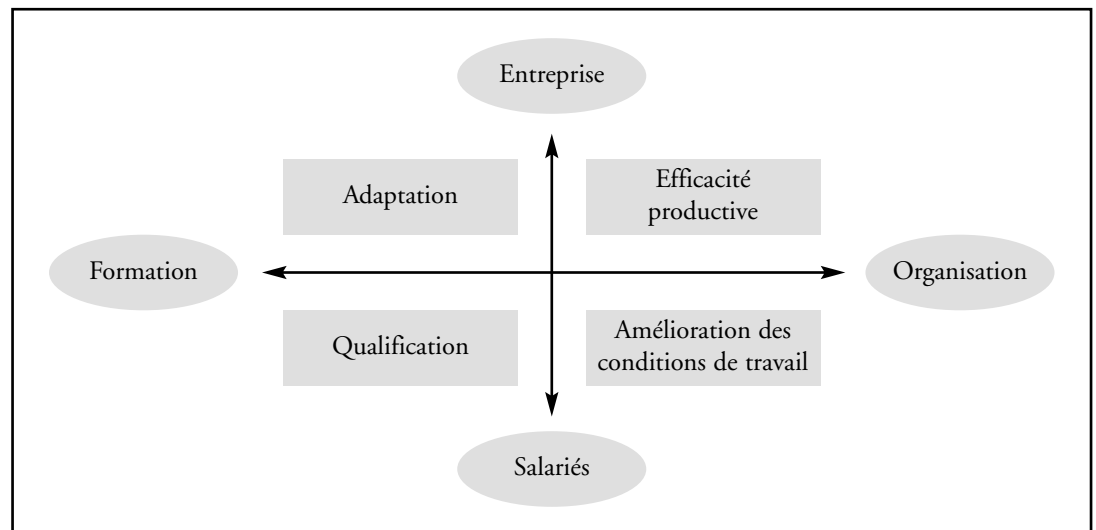 Entreprise
Adaptation
Efficacité
productive
Formation
Organisation
Qualification
Amélioration des
conditions de travail
Salariés